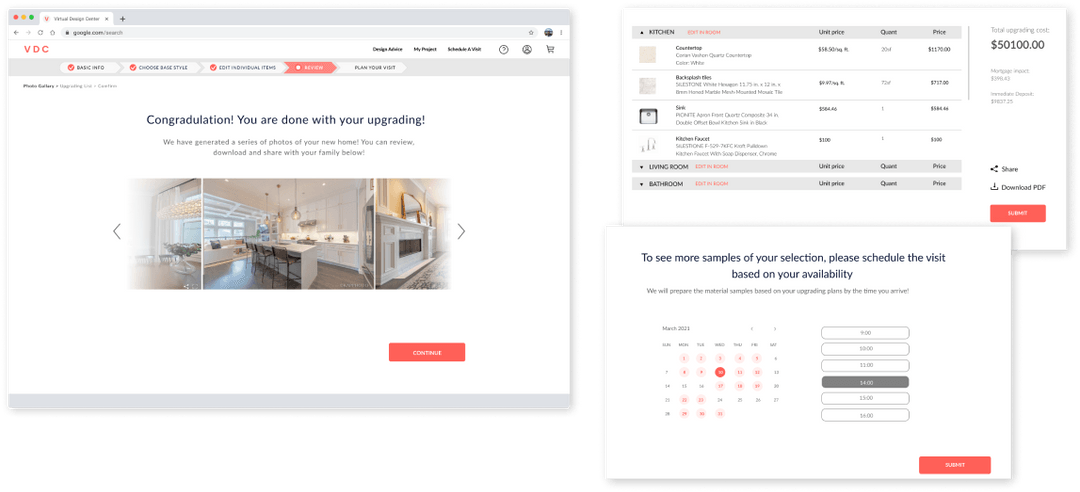 Virtual Design Center
google.com/search
VDC
Design Advice
My Project
Schedule A Visit
BASIC INFO
CHOOSE BASE STYLE
EDIT INDIVIDUAL ITEMS
REVIEW
PLAN YOUR VISIT
Photo Gallery > Upgrading List > Confirm
Congradulation! You are done with your upgrading!
We have generated a series of photos of your new home! You can review,
download and share with your family below!
CONTINUE
KITCHEN EDIT IN ROOM Unit price Quant Price
Countertop
Corian Vashon Quartz Countertop $58.50/sq. ft. 20sf $1170.00
Color: White
Backsplash tiles
SILESTONE White Hexagon 11.75 in. x 12 in. x $9.97/sq. ft. $717.00
8mm Honed Marble Mesh Mounted Mosaic Tile
Sink
PIONITE Apron Front Quartz Composite 34 in. $584.46 1 $584.46
Double Offset Bowl Kitchen Sink in Black
Kitchen Faucet
SILESTIONE F-529-7KFC Kraft Pulldown $100 1 $100
Kitchen Faucet With Soap Dispenser, Chrome
LIVING ROOM EDIT IN ROOM Unit price Quant Price
BATHROOM EDIT IN ROOM Unit price Quant Price
Total upgrading cost:
$50100.00
Mortgage impact:
$598.43
Immediate Deposit:
$9837.25
Share
Download PDF
SUBMIT
To see more samples of your selection, please schedule the visit
based on your availability
We will prepare the material samples based on your upgrading plans by the time you arrive!
March 2021
SUN MON TUE WED THU FRI SAT
1 2 3 4 5 6
7 8 9 10 11 12 13
14 15 16 17 18 19 20
21 22 23 24 25 26 27
28 29 30 31
9:00
10:00
11:00
14:00
15:00
16:00
SUBMIT